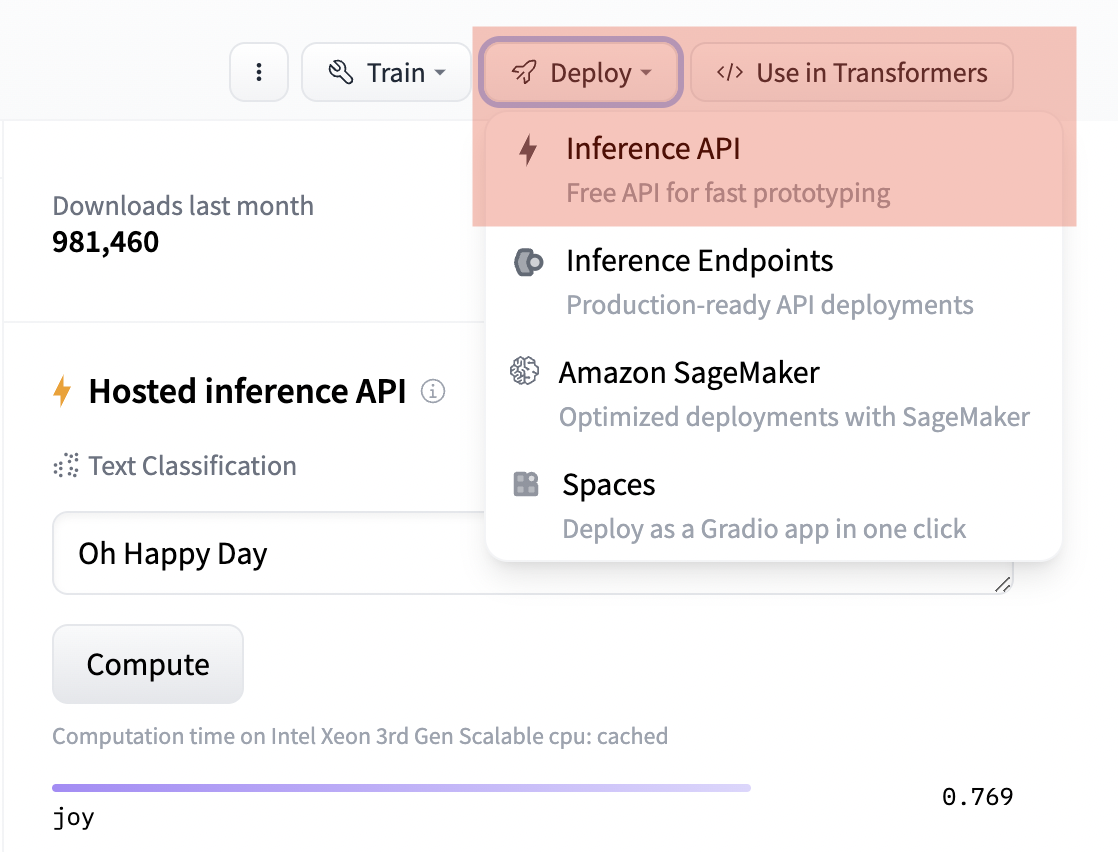 Train
Deploy
</> Use in Transformers
Inference API
Free API for fast prototyping
Downloads last month
981,460
Inference Endpoints
Production-ready API deployments
Amazon SageMaker
Optimized deployments with SageMaker
Spaces
Deploy as a Gradio app in one click
Hosted inference API
Text Classification
Oh Happy Day
Compute
Computation time on Intel Xeon 3rd Gen Scalable cpu: cached
joy 0.769